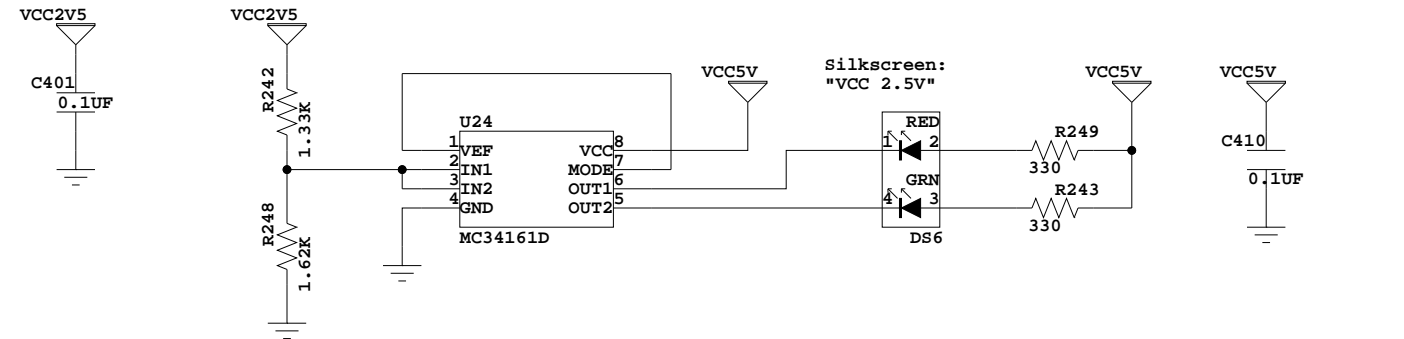 VCC2V5
C401
0.1UF
VCC2V5
R242
1.33K
R248
1.62K
U24
1
VEF
2
IN1
3
IN2
4
GND
VCC
8
MODE
7
OUT1
6
OUT2
5
MC34161D
VCC5V
Silkscreen:
"VCC 2.5V"
RED
1
2
GRN
4
3
DS6
VCC5V
R249
330
R243
330
VCC5V
C410
0.1UF